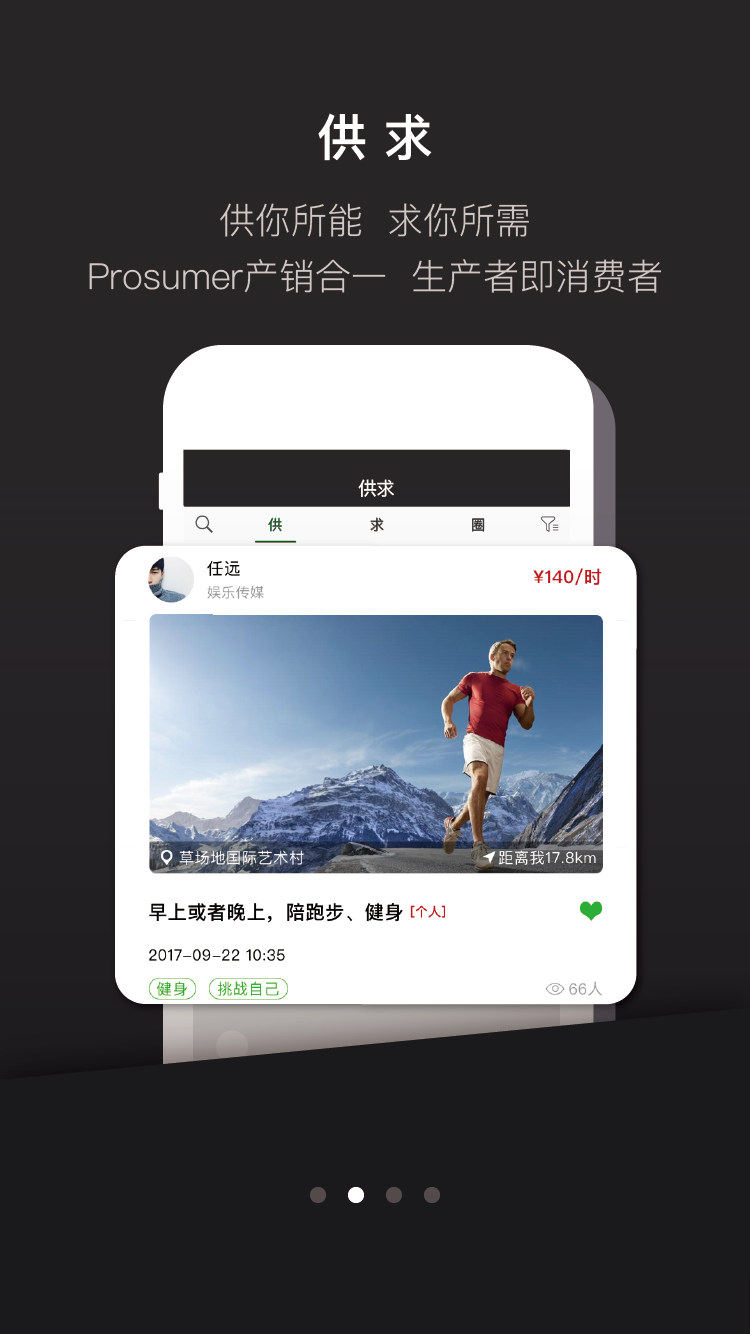 供求
供你所能 求你所需
Prosumer产销合一 生产者即消费者
供求
供 求 圈
任远
¥140/时
娱乐传媒
草场地国际艺术村 距离我17.8km
早上或者晚上，陪跑步、健身 [个人]
2017-09-22 10:35
健身 挑战自己 66人